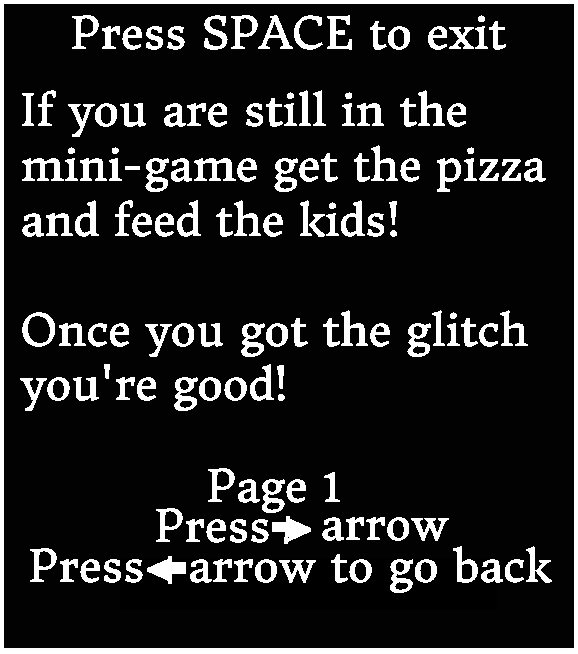 Press SPACE to exit
If you are still in the
mini-game get the pizza
and feed the kids!
Once you got the glitch
you're good!
Page 1
Press➡ arrow
Press⬅arrow to go back